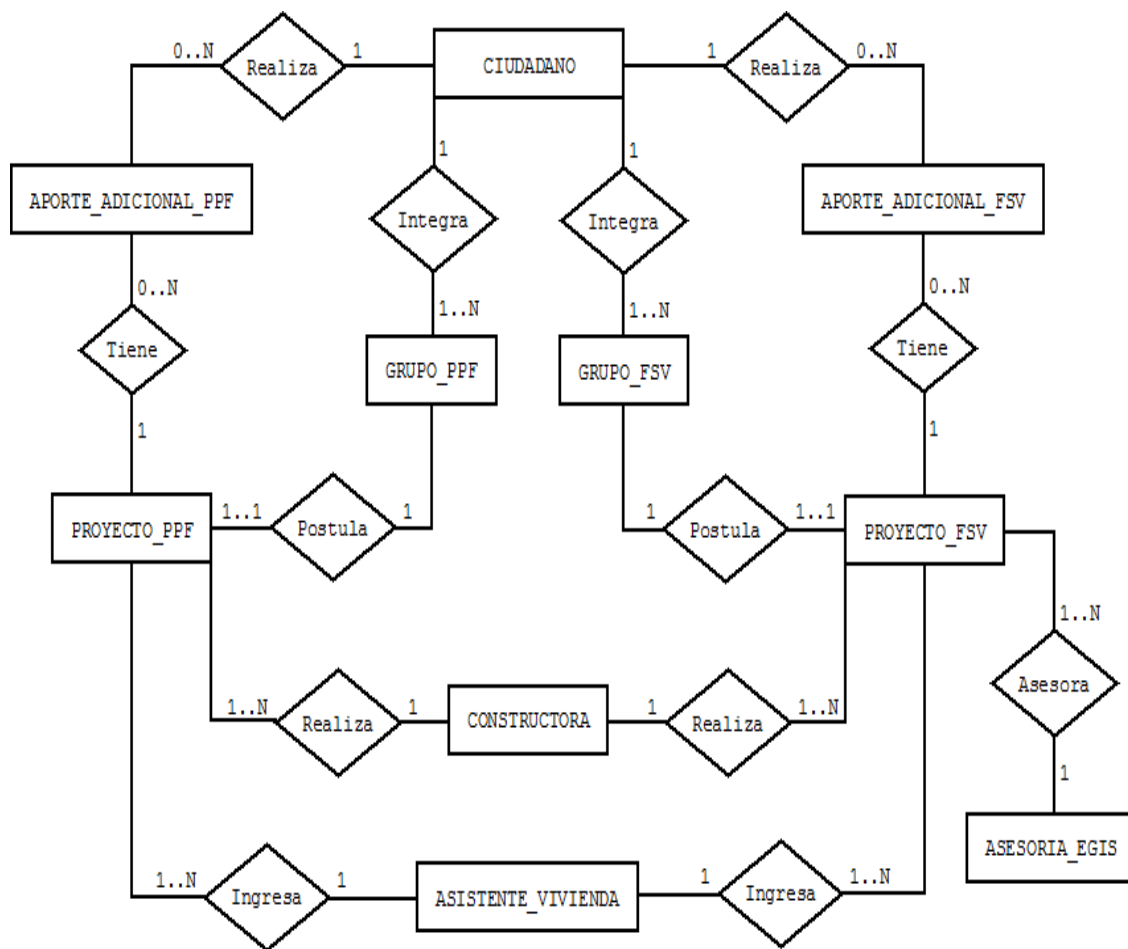 0..N
Realiza
1
CIUDADANO
1
Realiza
0..N
1
1
APORTE_ADICIONAL_PPF
Integra
Integra
APORTE_ADICIONAL_FSV
0..N
1..N
1..N
0..N
Tiene
GRUPO_PPF
GRUPO_FSV
Tiene
1
1
PROYECTO_PPF
1..1
Postula
1
1
Postula
1..1
PROYECTO_FSV
1..N
Asesora
1..N
Realiza
1
CONSTRUCTORA
1
Realiza
1..N
1
ASESORIA_EGIS
1..N
Ingresa
1
ASISTENTE_VIVIENDA
1
Ingresa
1..N